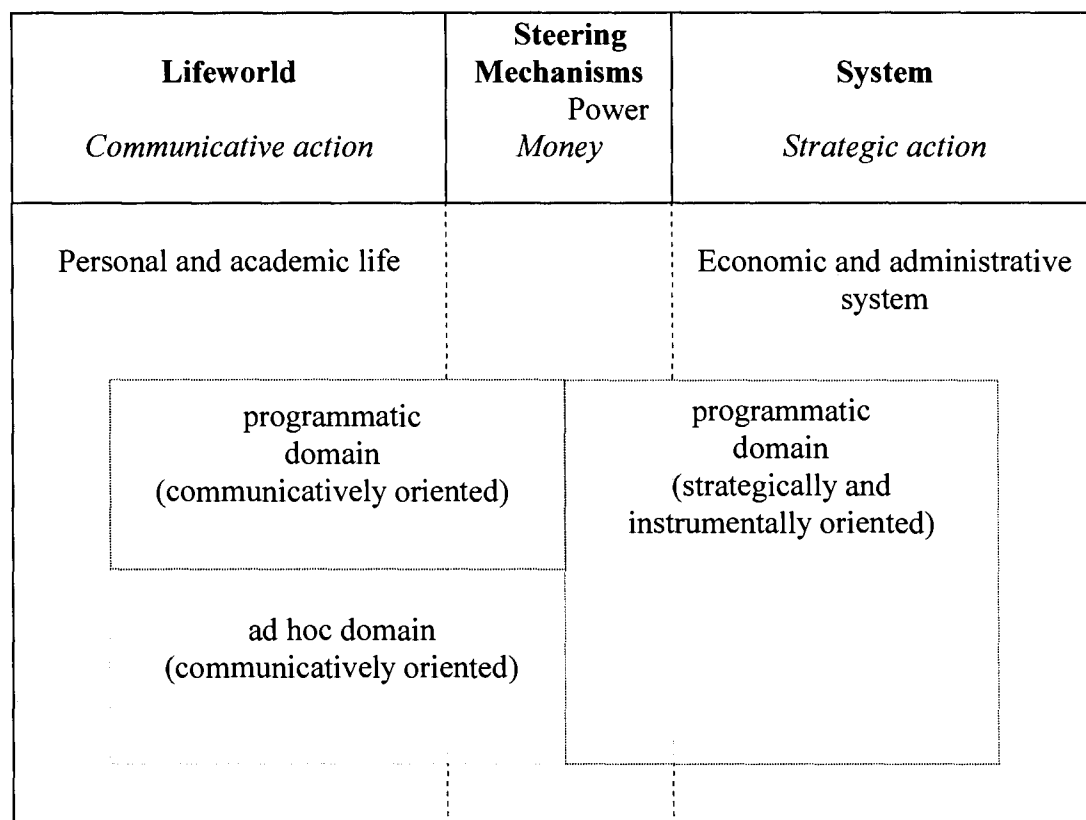 Lifeworld
Communicative action
Steering
Mechanisms
Power
Money
System
Strategic action
Personal and academic life
Economic and administrative
system
programmatic
domain
(communicatively oriented)
programmatic
domain
(strategically and
instrumentally oriented)
ad hoc domain
(communicatively oriented)